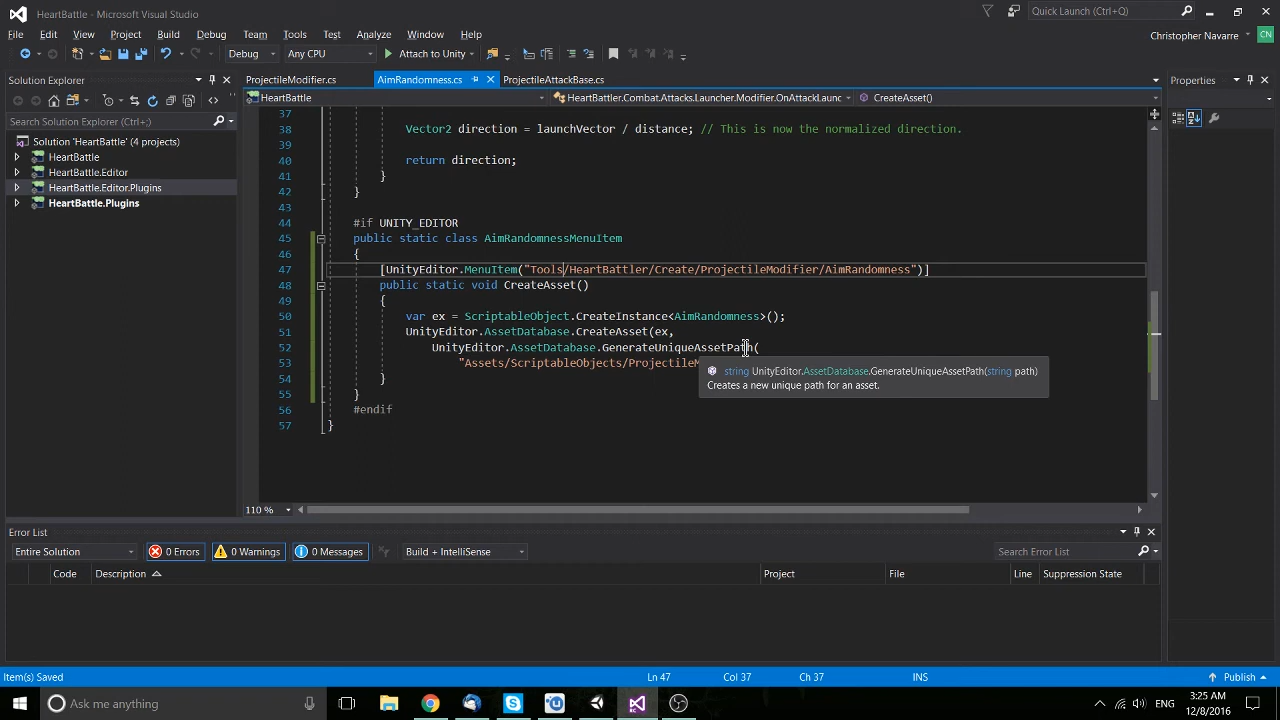 HeartBattle - Microsoft Visual Studio
Quick Launch (Ctrl+Q)
File Edit View Project Build Debug Team Tools Test Analyze Window Help
Christopher Navarre CN
Debug Any CPU Attach to Unity
Solution Explorer
ProjectileModifier.cs AimRandomness.cs ProjectileAttackBase.cs
Properties
HeartBattle HeartBattler.Combat.Attacks.Launcher.Modifier.OnAttackLaunc CreateAsset()
Search Solution Explorer (Ctrl+;)
Solution 'HeartBattle' (4 projects)
HeartBattle
HeartBattle.Editor
HeartBattle.Editor.Plugins
HeartBattle.Plugins
37
38 Vector2 direction = launchVector / distance; // This is now the normalized direction.
39
40 return direction;
41 }
42 }
43
44 #if UNITY_EDITOR
45 public static class AimRandomnessMenuItem
46 {
47 [UnityEditor.MenuItem("Tools/HeartBattler/Create/ProjectileModifier/AimRandomness")]
48 public static void CreateAsset()
49 {
50 var ex = ScriptableObject.CreateInstance<AimRandomness>();
51 UnityEditor.AssetDatabase.CreateAsset(ex,
52 UnityEditor.AssetDatabase.GenerateUniqueAssetPath(
53 "Assets/ScriptableObjects/ProjectileM
54 }
55 }
56 #endif
57 }
string UnityEditor.AssetDatabase.GenerateUniqueAssetPath(string path)
Creates a new unique path for an asset.
110 %
Error List
Entire Solution 0 Errors 0 Warnings 0 Messages Build + IntelliSense Search Error List
Code Description Project File Line Suppression State
Item(s) Saved Ln 47 Col 37 Ch 37 INS Publish
Ask me anything
ENG
3:25 AM
12/8/2016